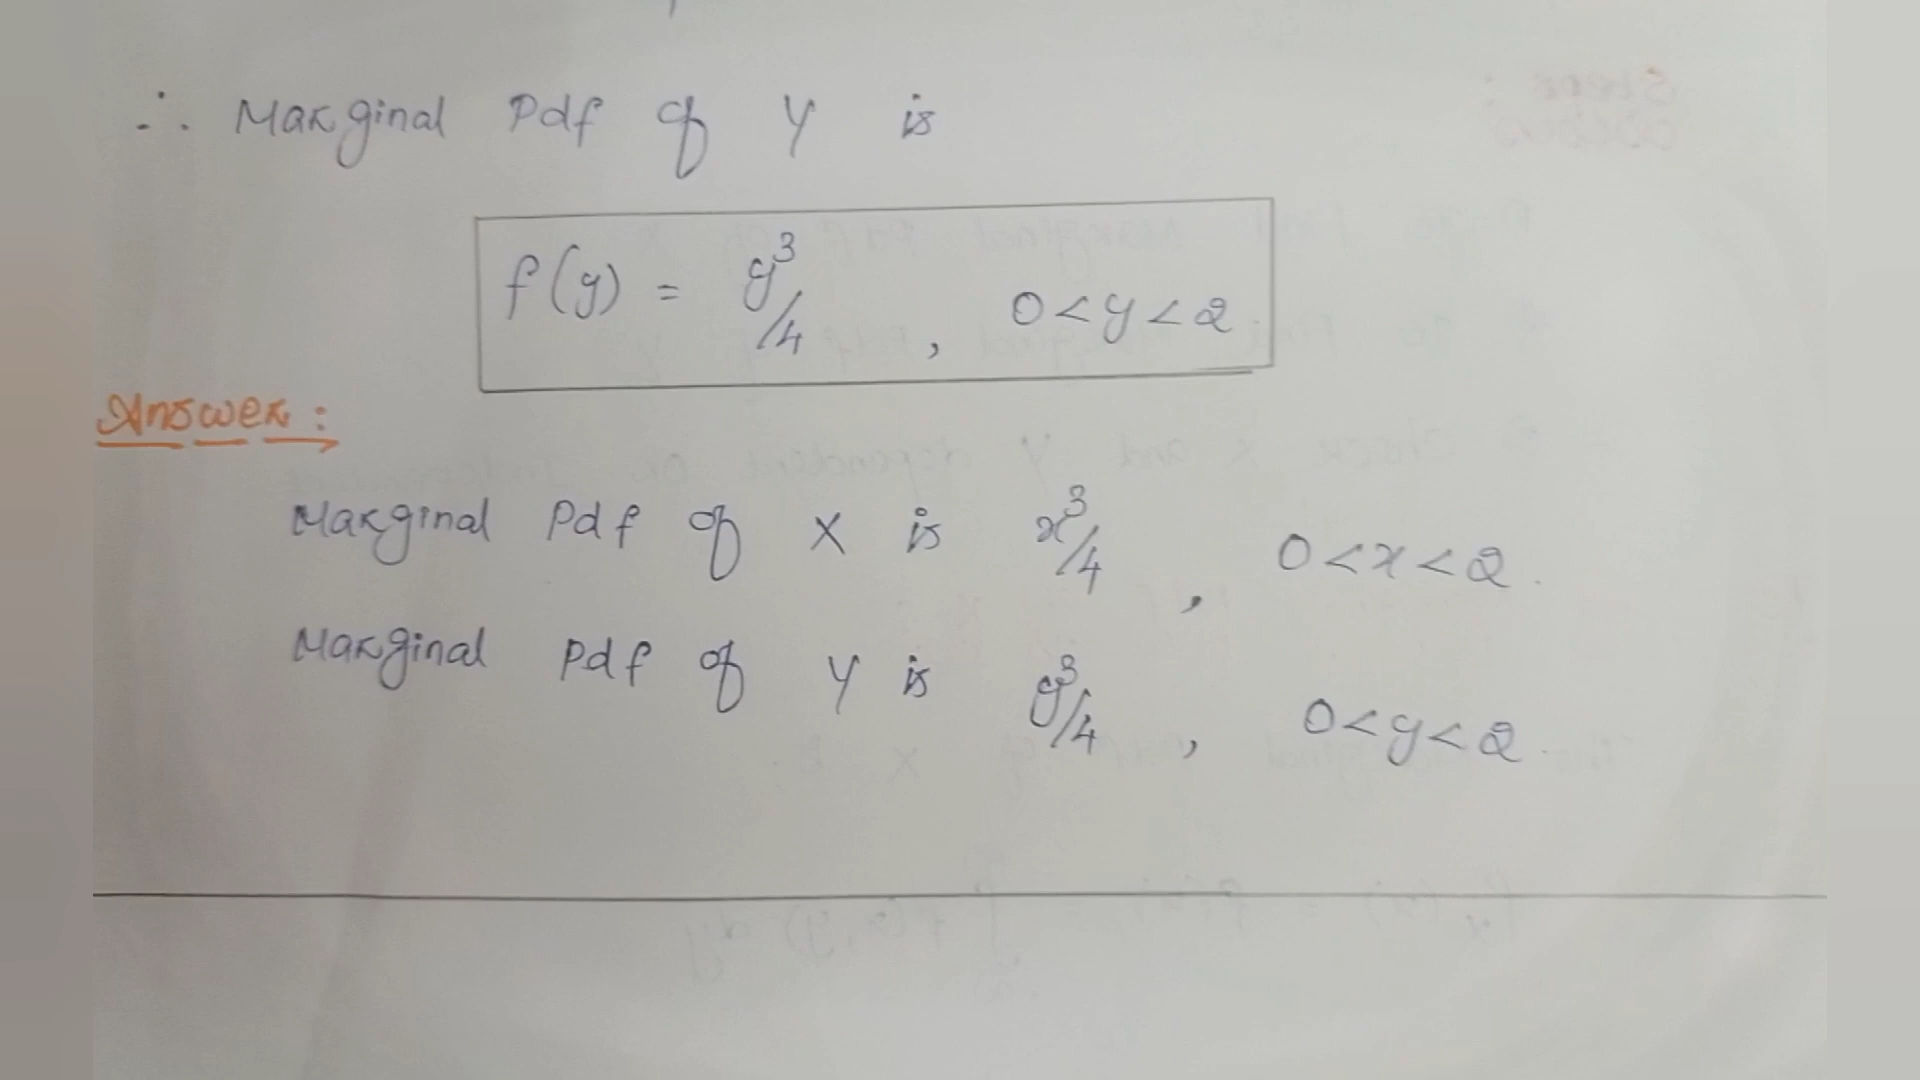 ∴ Marginal Pdf of Y is
f(y) = y³/4 , 0<y<2
Answer:
Marginal Pdf of X is x³/4 , 0<x<2.
Marginal Pdf of Y is y³/4 , 0<y<2.